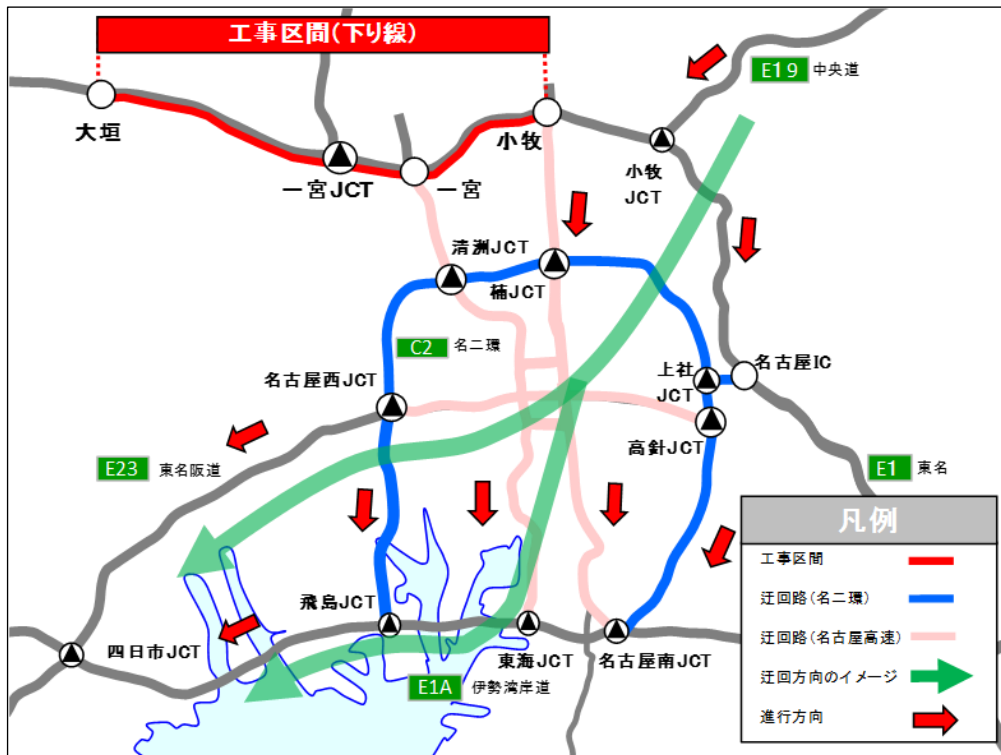 工事区間(下り線)
E19 中央道
大垣
小牧
一宮JCT
一宮
小牧
JCT
清洲JCT
楠JCT
C2 名二環
名古屋西JCT
上社
JCT
名古屋IC
高針JCT
E23 東名阪道
E1 東名
飛島JCT
四日市JCT
東海JCT
名古屋南JCT
E1A 伊勢湾岸道
凡例
工事区間
迂回路(名二環)
迂回路(名古屋高速)
迂回方向のイメージ
進行方向